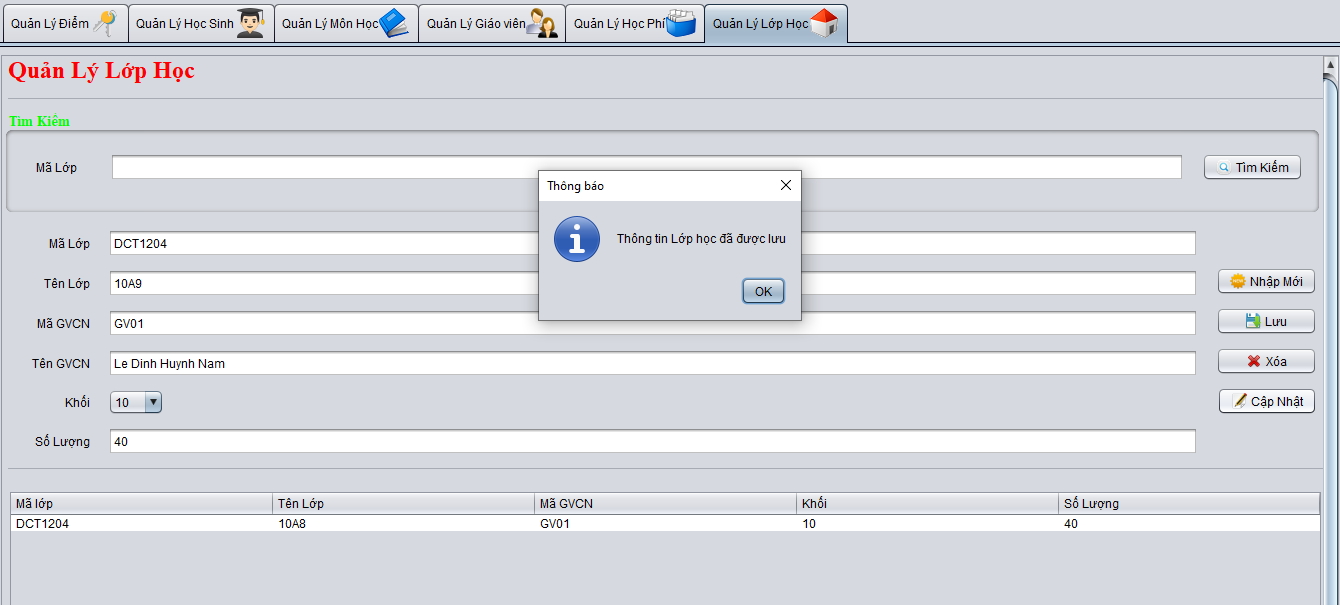 Quản Lý Điểm Quản Lý Học Sinh Quản Lý Môn Học Quản Lý Giáo viên Quản Lý Học Phí Quản Lý Lớp Học
Quản Lý Lớp Học
Tìm Kiếm
Mã Lớp Tìm Kiếm
Thông báo
Thông tin Lớp học đã được lưu
OK
Mã Lớp DCT1204
Tên Lớp 10A9 Nhập Mới
Mã GVCN GV01 Lưu
Tên GVCN Le Dinh Huynh Nam Xóa
Khối 10 Cập Nhật
Số Lượng 40
Mã lớp Tên Lớp Mã GVCN Khối Số Lượng
DCT1204 10A8 GV01 10 40